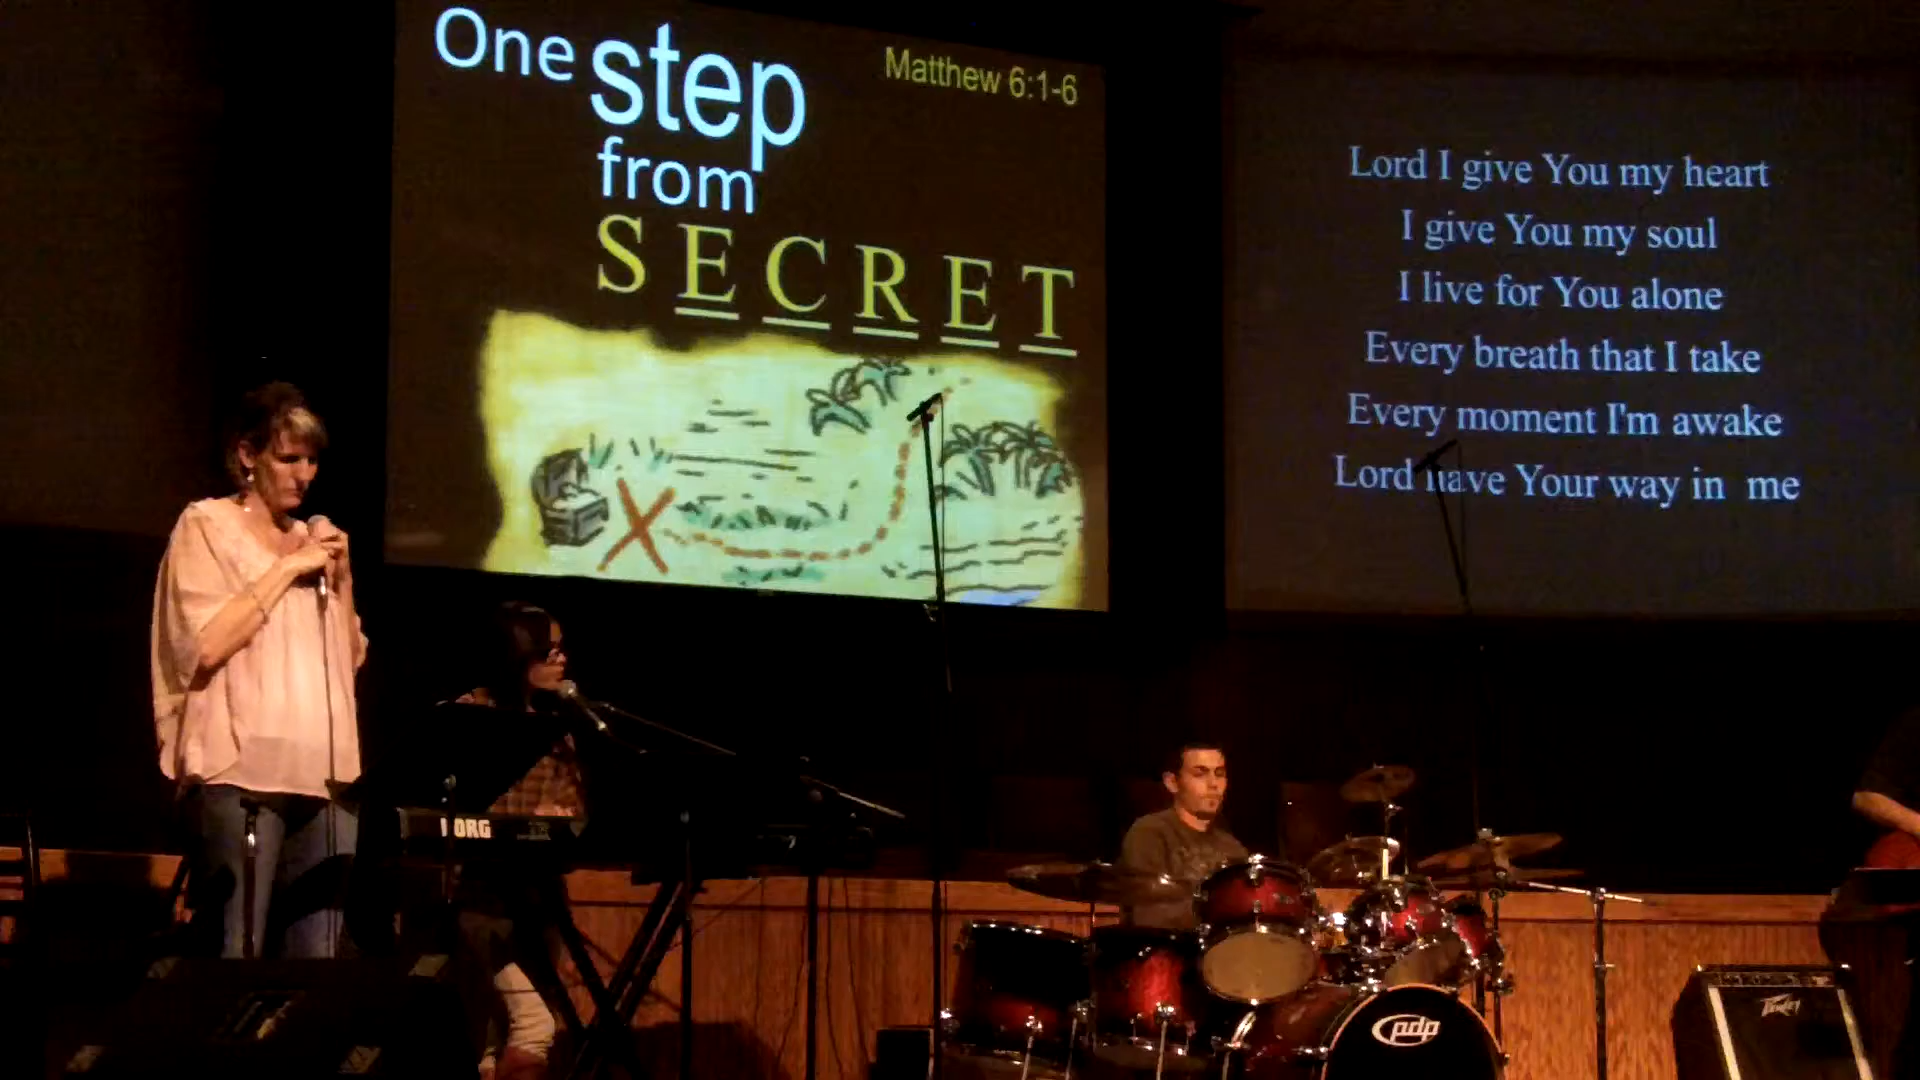 One step
from
SECRET
Matthew 6:1-6
Lord I give You my heart
I give You my soul
I live for You alone
Every breath that I take
Every moment I'm awake
Lord have Your way in me
KORG
pdp
PEAVEY